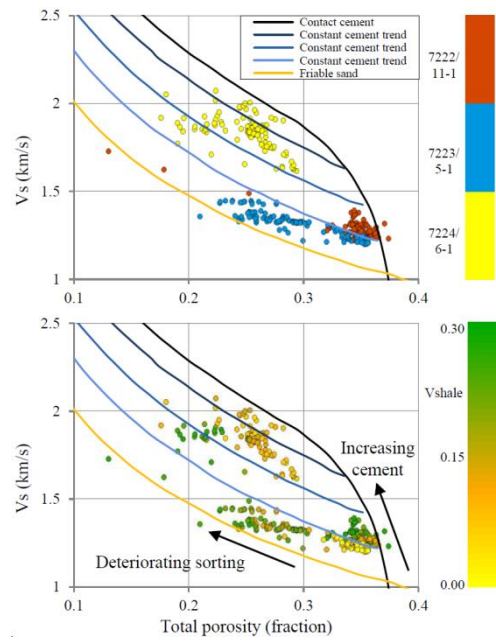 2.5
2
1.5
1
Vs (km/s)
0.1
0.2
0.3
0.4
Contact cement
Constant cement trend
Constant cement trend
Constant cement trend
Friable sand
7222/
11-1
7223/
5-1
7224/
6-1
2.5
2
1.5
1
Vs (km/s)
Increasing
cement
Deteriorating sorting
0.1
0.2
0.3
0.4
Total porosity (fraction)
0.30
Vshale
0.15
0.00